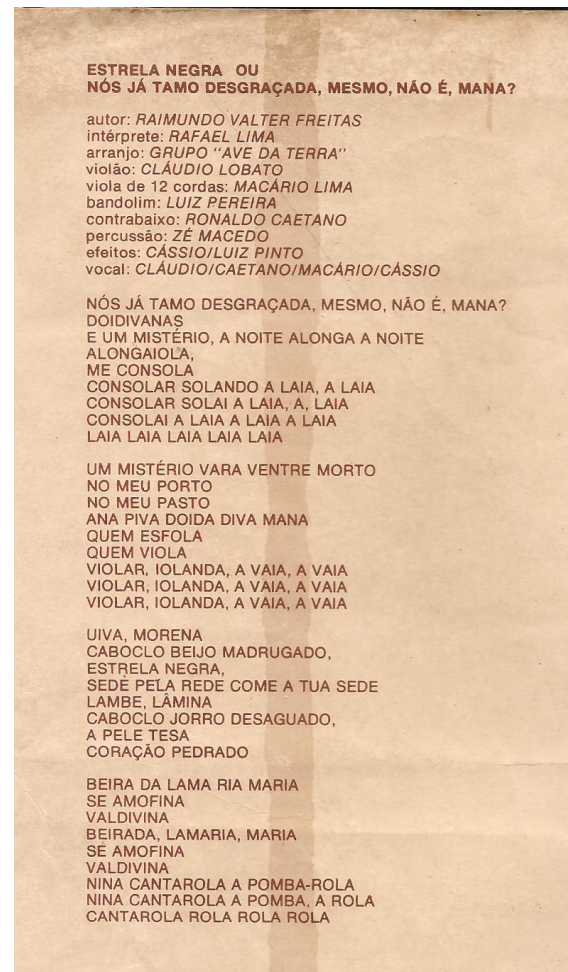 ESTRELA NEGRA OU
NÓS JÁ TAMO DESGRAÇADA, MESMO, NÃO É, MANA?
autor: RAIMUNDO VALTER FREITAS
intérprete: RAFAEL LIMA
arranjo: GRUPO "AVE DA TERRA"
violão: CLÁUDIO LOBATO
viola de 12 cordas: MACÁRIO LIMA
bandolim: LUIZ PEREIRA
contrabaixo: RONALDO CAETANO
percussão: ZÉ MACEDO
efeitos: CÁSSIO/LUIZ PINTO
vocal: CLÁUDIO/CAETANO/MACÁRIO/CÁSSIO
NÓS JÁ TAMO DESGRAÇADA, MESMO, NÃO É, MANA?
DOIDIVANAS
E UM MISTÉRIO, A NOITE ALONGA A NOITE
ALONGAIOLA,
ME CONSOLA
CONSOLAR SOLANDO A LAIA, A LAIA
CONSOLAR SOLAI A LAIA, A, LAIA
CONSOLAI A LAIA A LAIA A LAIA
LAIA LAIA LAIA LAIA LAIA
UM MISTÉRIO VARA VENTRE MORTO
NO MEU PORTO
NO MEU PASTO
ANA PIVA DOIDA DIVA MANA
QUEM ESFOLA
QUEM VIOLA
VIOLAR, IOLANDA, A VAIA, A VAIA
VIOLAR, IOLANDA, A VAIA, A VAIA
VIOLAR, IOLANDA, A VAIA, A VAIA
UIVA, MORENA
CABOCLO BEIJO MADRUGADO,
ESTRELA NEGRA,
SEDE PELA REDE COME A TUA SEDE
LAMBE, LÂMINA
CABOCLO JORRO DESAGUADO,
A PELE TESA
CORAÇÃO PEDRADO
BEIRA DA LAMA RIA MARIA
SE AMOFINA
VALDIVINA
BEIRADA, LAMARIA, MARIA
SE AMOFINA
VALDIVINA
NINA CANTAROLA A POMBA-ROLA
NINA CANTAROLA A POMBA, A ROLA
CANTAROLA ROLA ROLA ROLA